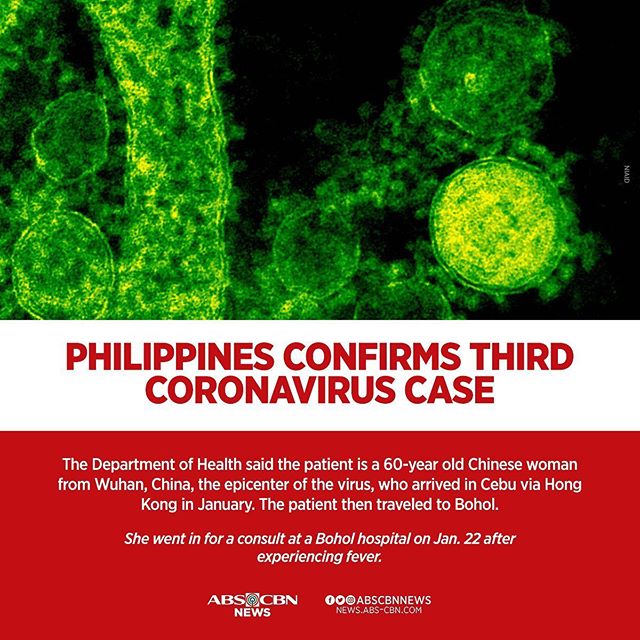 NIAID
PHILIPPINES CONFIRMS THIRD
CORONAVIRUS CASE
The Department of Health said the patient is a 60-year old Chinese woman
from Wuhan, China, the epicenter of the virus, who arrived in Cebu via Hong
Kong in January. The patient then traveled to Bohol.
She went in for a consult at a Bohol hospital on Jan. 22 after
experiencing fever.
ABS CBN
NEWS
@ABSCBNNEWS
NEWS.ABS-CBN.COM